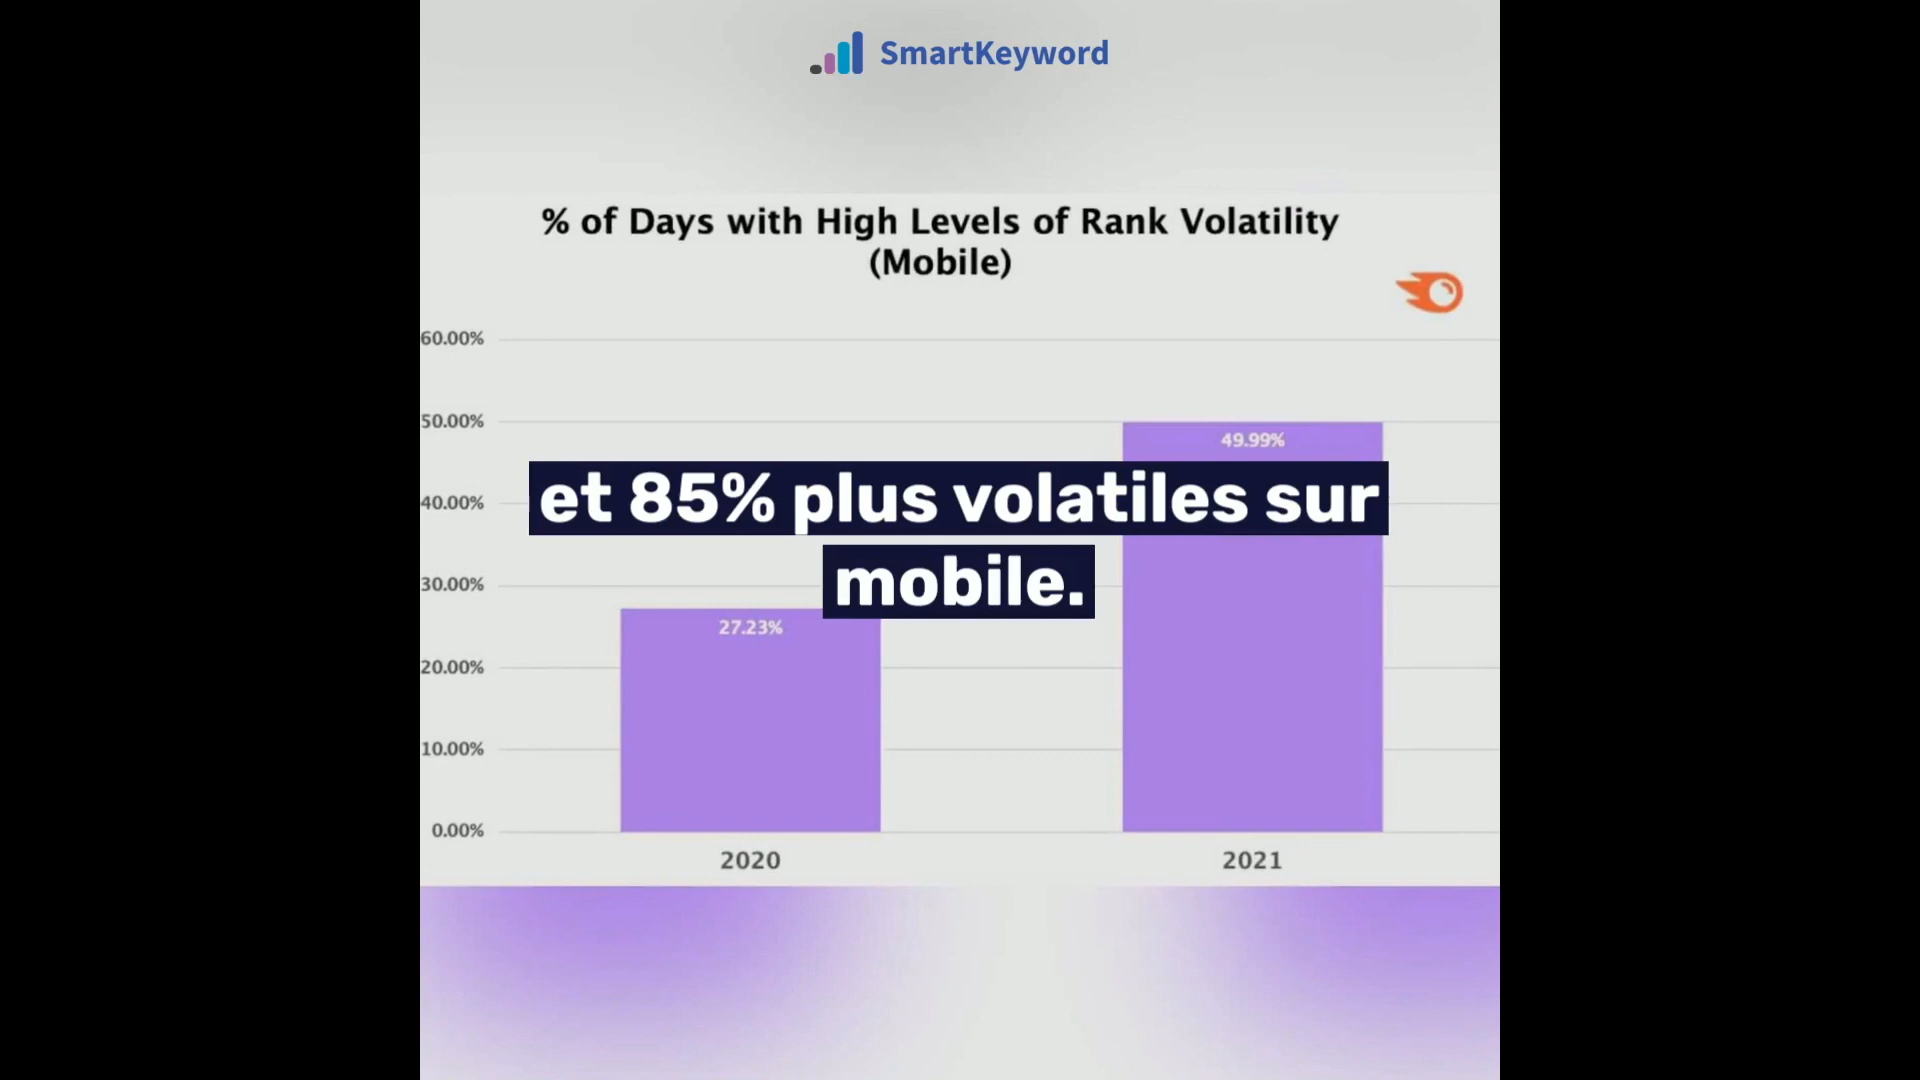 SmartKeyword
% of Days with High Levels of Rank Volatility
(Mobile)
60.00%
50.00%
49.99%
et 85% plus volatiles sur
40.00%
mobile.
30.00%
27.23%
20.00%
10.00%
0.00%
2020
2021